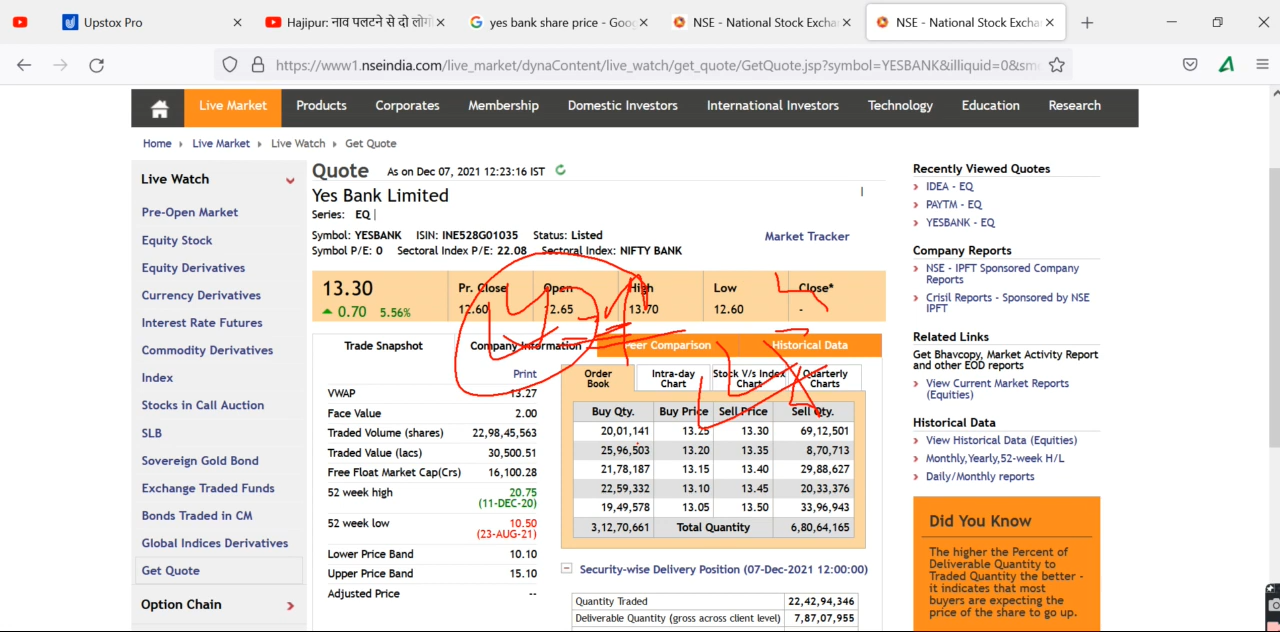 Upstox Pro
Hajipur: नाव पलटने से दो लोगो
yes bank share price - Goo
NSE - National Stock Excha
NSE - National Stock Excha
https://www1.nseindia.com/live_market/dynaContent/live_watch/get_quote/GetQuote.jsp?symbol=YESBANK&illiquid=0&sm
Live Market Products Corporates Membership Domestic Investors International Investors Technology Education Research
Home Live Market Live Watch Get Quote
Live Watch
Pre-Open Market
Equity Stock
Equity Derivatives
Currency Derivatives
Interest Rate Futures
Commodity Derivatives
Index
Stocks in Call Auction
SLB
Sovereign Gold Bond
Exchange Traded Funds
Bonds Traded in CM
Global Indices Derivatives
Get Quote
Option Chain
Quote As on Dec 07, 2021 12:23:16 IST
Yes Bank Limited
Series: EQ
Symbol: YESBANK ISIN: INE528G01035 Status: Listed
Symbol P/E: 0 Sectoral Index P/E: 22.08 Sectoral Index: NIFTY BANK
Market Tracker
13.30 Pr. Close Open High Low Close*
0.70 5.56% 12.60 12.65 13.70 12.60 -
Trade Snapshot Company Information Peer Comparison Historical Data
Print
VWAP 13.27
Face Value 2.00
Traded Volume (shares) 22,98,45,563
Traded Value (lacs) 30,500.51
Free Float Market Cap(Crs) 16,100.28
52 week high 20.75
(11-DEC-20)
52 week low 10.50
(23-AUG-21)
Lower Price Band 10.10
Upper Price Band 15.10
Adjusted Price --
Order Book Intra-day Chart Stock V/s Index Chart Quarterly Charts
Buy Qty. Buy Price Sell Price Sell Qty.
20,01,141 13.25 13.30 69,12,501
25,96,503 13.20 13.35 8,70,713
21,78,187 13.15 13.40 29,88,627
22,59,332 13.10 13.45 20,33,376
19,49,578 13.05 13.50 33,96,943
3,12,70,661 Total Quantity 6,80,64,165
Security-wise Delivery Position (07-Dec-2021 12:00:00)
Quantity Traded 22,42,94,346
Deliverable Quantity (gross across client level) 7,87,07,955
Recently Viewed Quotes
IDEA - EQ
PAYTM - EQ
YESBANK - EQ
Company Reports
NSE - IPFT Sponsored Company
Reports
Crisil Reports - Sponsored by NSE
IPFT
Related Links
Get Bhavcopy, Market Activity Report
and other EOD reports
View Current Market Reports
(Equities)
Historical Data
View Historical Data (Equities)
Monthly,Yearly,52-week H/L
Daily/Monthly reports
Did You Know
The higher the Percent of
Deliverable Quantity to
Traded Quantity the better -
it indicates that most
buyers are expecting the
price of the share to go up.